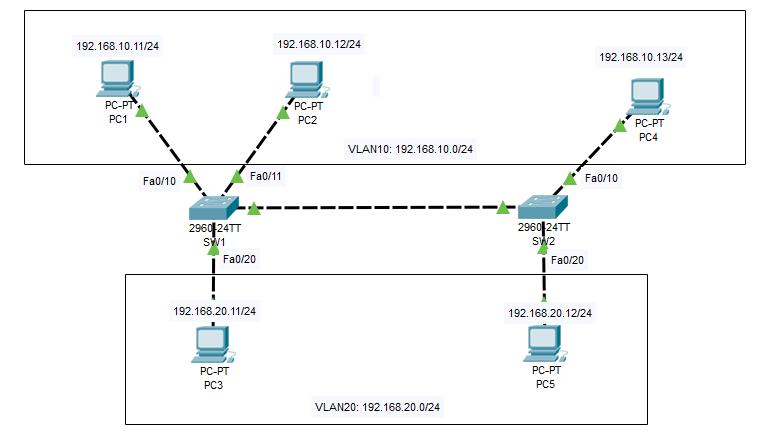 192.168.10.11/24
192.168.10.12/24
192.168.10.13/24
PC-PT
PC1
PC-PT
PC2
PC-PT
PC4
VLAN10: 192.168.10.0/24
Fa0/10
Fa0/11
Fa0/10
2960-24TT
SW1
2960-24TT
SW2
Fa0/20
Fa0/20
192.168.20.11/24
192.168.20.12/24
PC-PT
PC3
PC-PT
PC5
VLAN20: 192.168.20.0/24